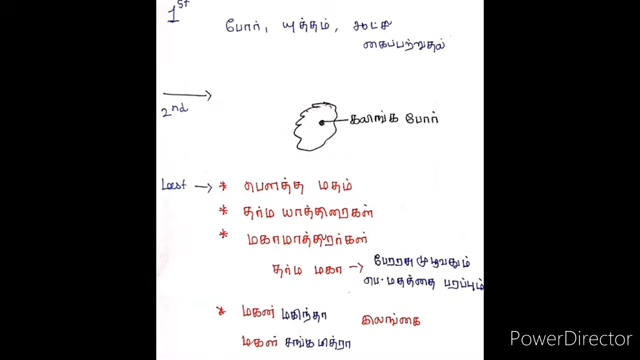 1st
போர், யுத்தம், ஆட்சி
கைப்பற்றுதல்
2nd
கலிங்க போர்
Last → * பௌத்த மதம்
* தர்ம யாத்திரைகள்
* மகாமாத்திரர்கள்
தர்ம மகா → பேரரசு முழுவதும்
பௌ. மதத்தை பரப்பும்
* மகன் மகிந்தா இலங்கை
மகள் சங்கமித்ரா
PowerDirector